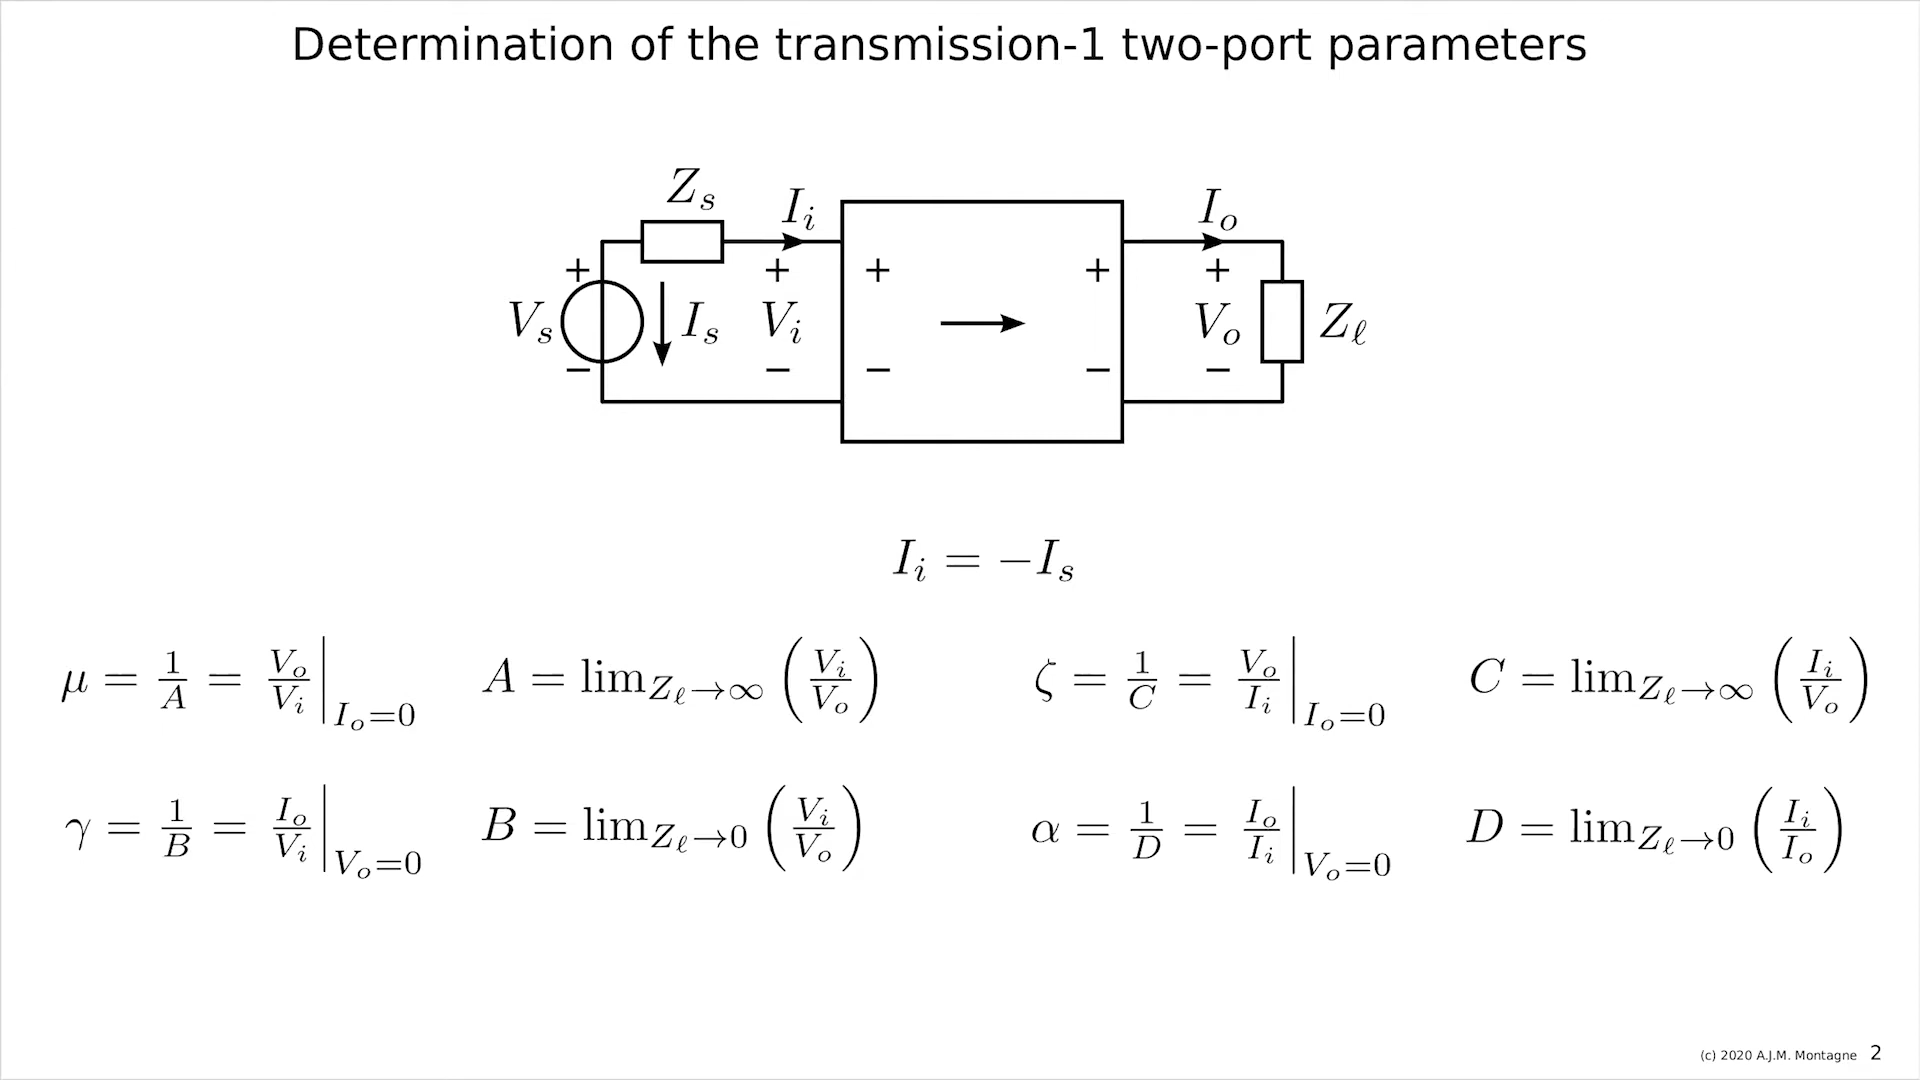 Determination of the transmission-1 two-port parameters
Z_s I_i I_o
+ + + + +
V_s I_s V_i V_o Z_ℓ
− − − − −
I_i = −I_s
μ = 1/A = V_o/V_i |_{I_o=0} A = lim_{Z_ℓ→∞} (V_i/V_o) ζ = 1/C = V_o/I_i |_{I_o=0} C = lim_{Z_ℓ→∞} (I_i/V_o)
γ = 1/B = I_o/V_i |_{V_o=0} B = lim_{Z_ℓ→0} (V_i/V_o) α = 1/D = I_o/I_i |_{V_o=0} D = lim_{Z_ℓ→0} (I_i/I_o)
(c) 2020 A.J.M. Montagne 2